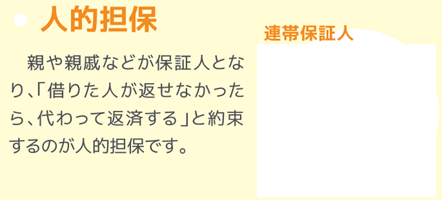 人的担保
親や親戚などが保証人とな
り、「借りた人が返せなかった
ら、代わって返済する」と約束
するのが人的担保です。
連帯保証人